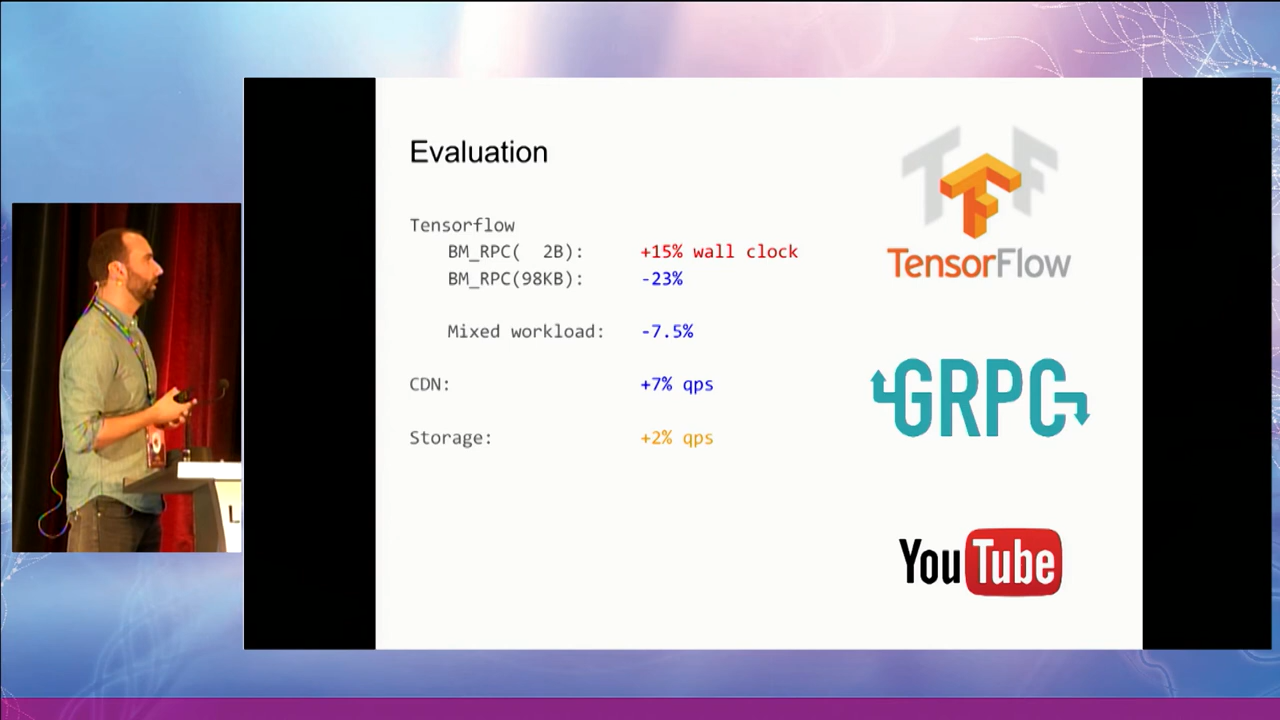 Evaluation
Tensorflow
BM_RPC(  2B): +15% wall clock
BM_RPC(98KB): -23%
Mixed workload: -7.5%
CDN: +7% qps
Storage: +2% qps
TensorFlow
GRPC
YouTube
L